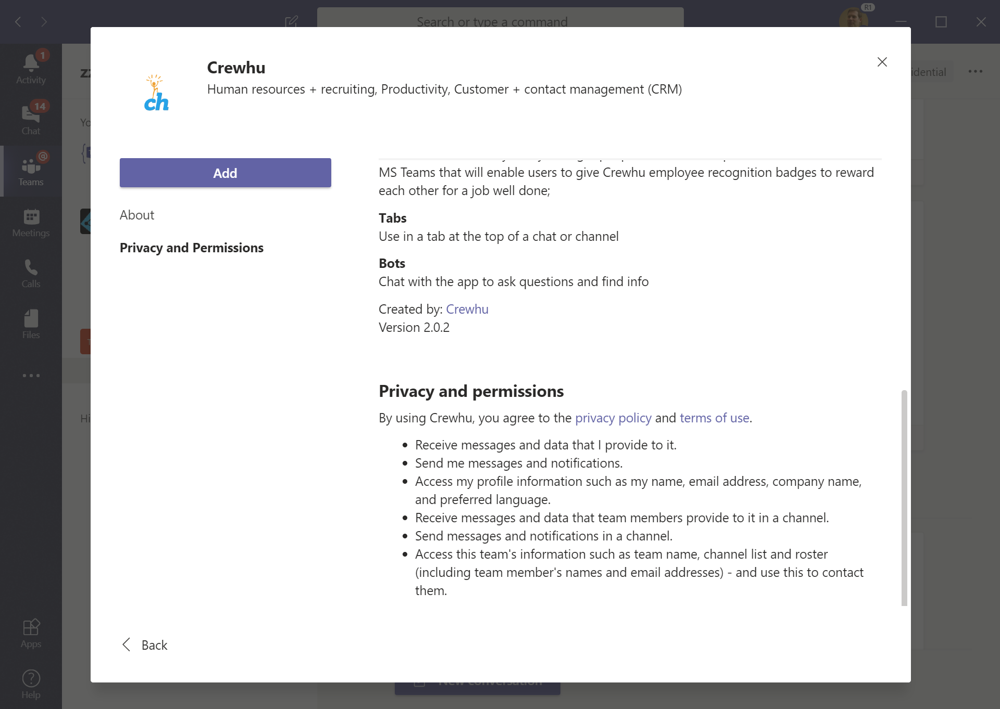 Search or type a command
R1
1
Activity
14
Chat
@
Teams
Meetings
Calls
Files
Apps
Help
idential
Crewhu
Human resources + recruiting, Productivity, Customer + contact management (CRM)
ch
Add
About
Privacy and Permissions
MS Teams that will enable users to give Crewhu employee recognition badges to reward
each other for a job well done;
Tabs
Use in a tab at the top of a chat or channel
Bots
Chat with the app to ask questions and find info
Created by: Crewhu
Version 2.0.2
Privacy and permissions
By using Crewhu, you agree to the privacy policy and terms of use.
• Receive messages and data that I provide to it.
• Send me messages and notifications.
• Access my profile information such as my name, email address, company name,
and preferred language.
• Receive messages and data that team members provide to it in a channel.
• Send messages and notifications in a channel.
• Access this team's information such as team name, channel list and roster
(including team member's names and email addresses) - and use this to contact
them.
Back
New conversation